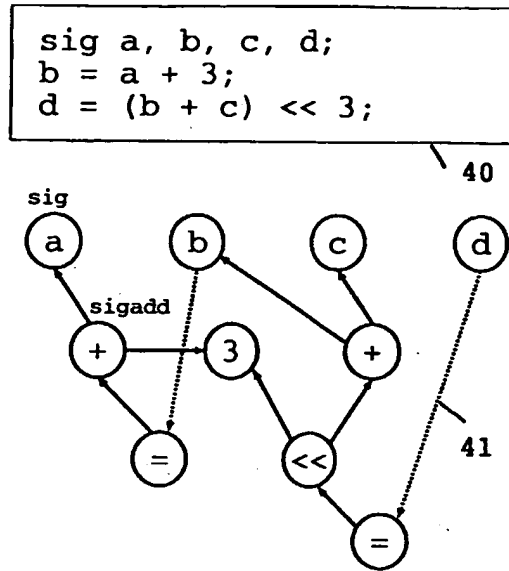 sig a, b, c, d;
b = a + 3;
d = (b + c) << 3;
40
sig
a b c d
sigadd
+ 3 +
= << 41
=